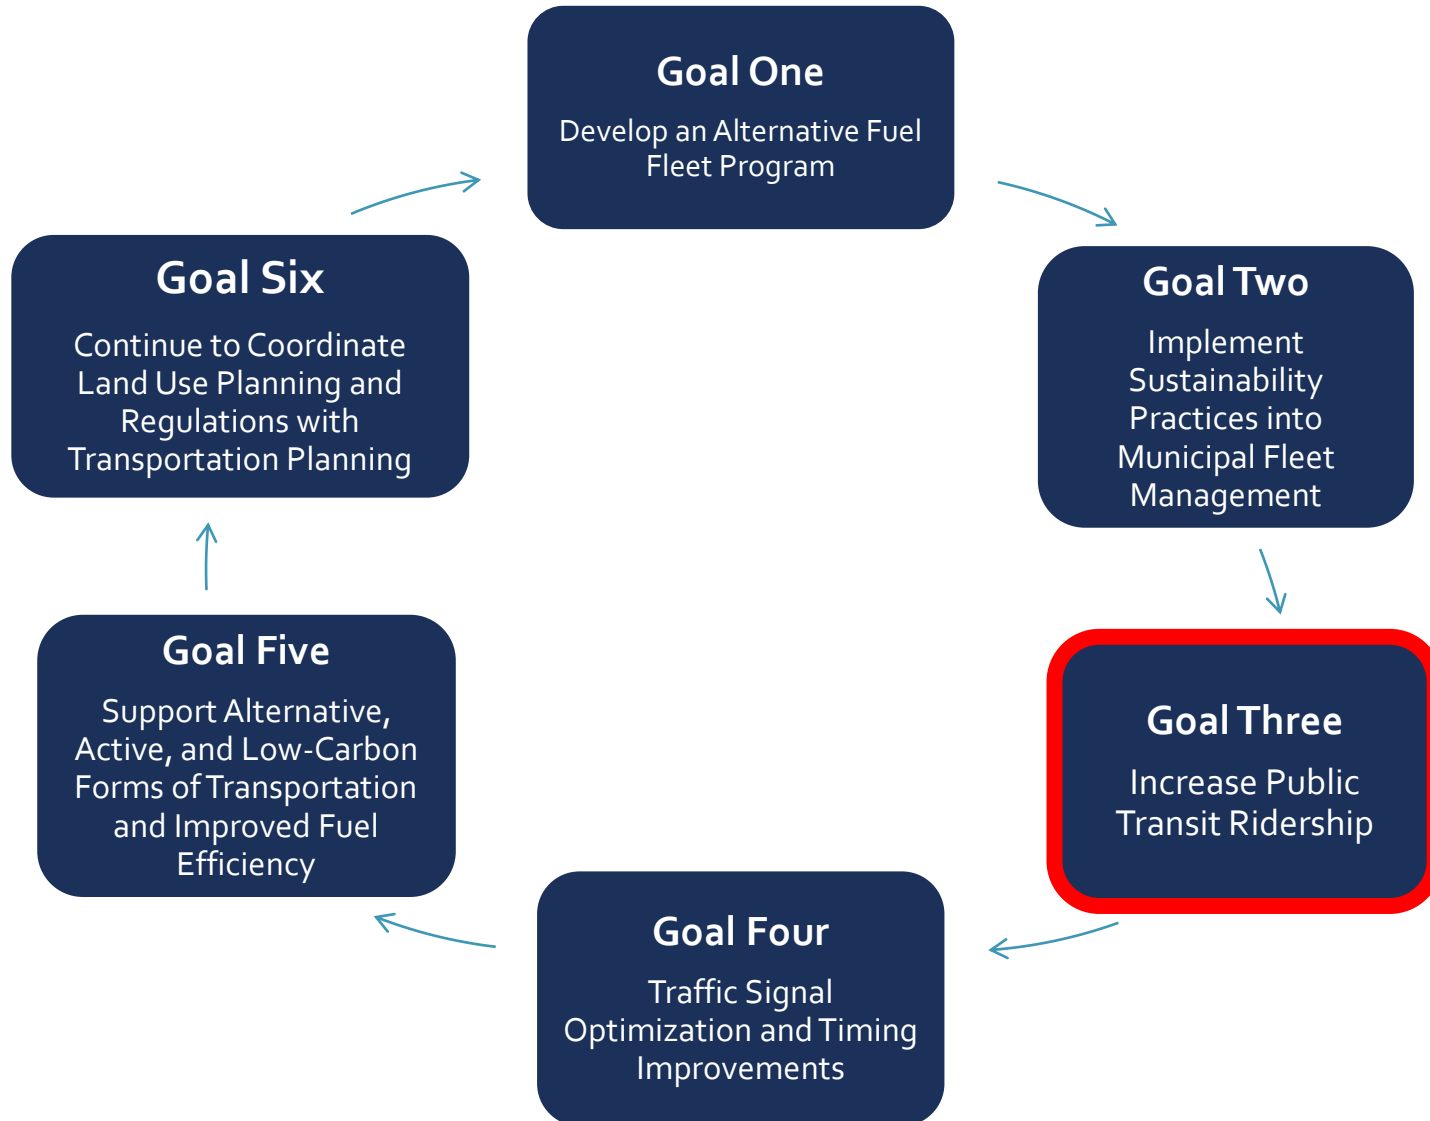 Goal One
Develop an Alternative Fuel
Fleet Program
Goal Two
Implement
Sustainability
Practices into
Municipal Fleet
Management
Goal Three
Increase Public
Transit Ridership
Goal Four
Traffic Signal
Optimization and Timing
Improvements
Goal Five
Support Alternative,
Active, and Low-Carbon
Forms of Transportation
and Improved Fuel
Efficiency
Goal Six
Continue to Coordinate
Land Use Planning and
Regulations with
Transportation Planning